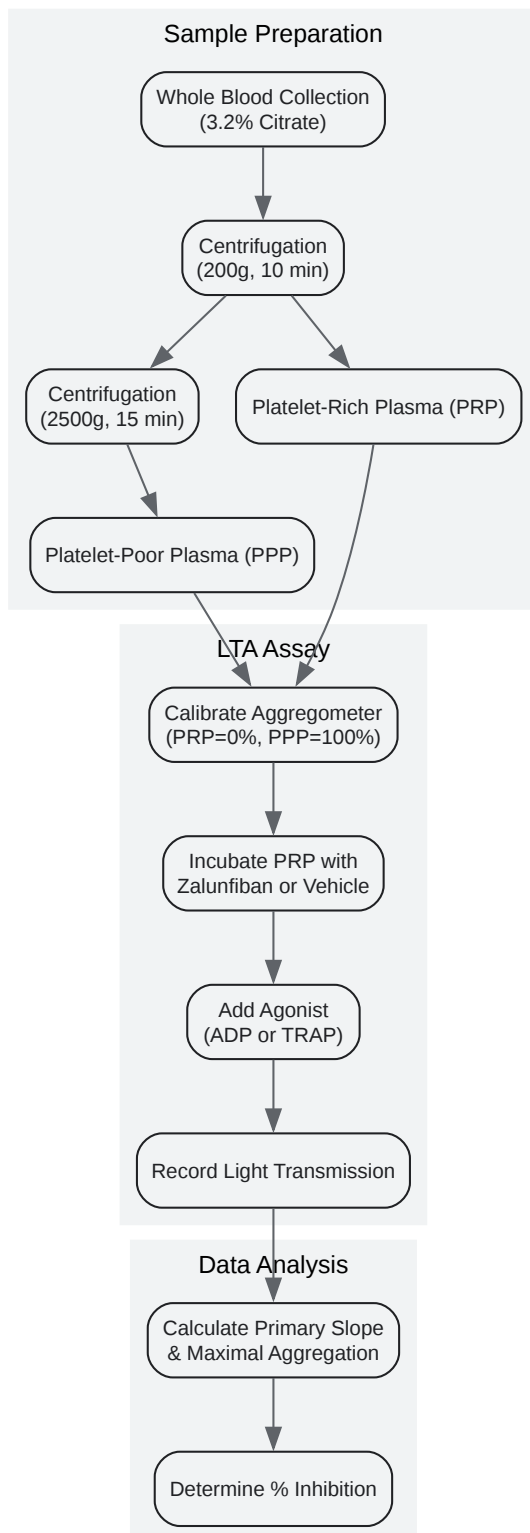 Sample Preparation
Whole Blood Collection
(3.2% Citrate)
Centrifugation
(200g, 10 min)
Centrifugation
(2500g, 15 min)
Platelet-Rich Plasma (PRP)
Platelet-Poor Plasma (PPP)
LTA Assay
Calibrate Aggregometer
(PRP=0%, PPP=100%)
Incubate PRP with
Zalunfiban or Vehicle
Add Agonist
(ADP or TRAP)
Record Light Transmission
Data Analysis
Calculate Primary Slope
& Maximal Aggregation
Determine % Inhibition